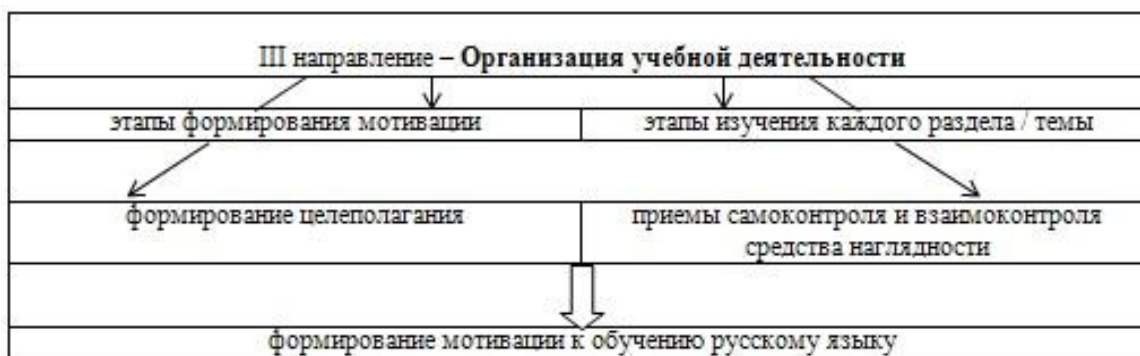 III направление – Организация учебной деятельности
этапы формирования мотивации
этапы изучения каждого раздела / темы
формирование целеполагания
приемы самоконтроля и взаимоконтроля
средства наглядности
формирование мотивации к обучению русскому языку